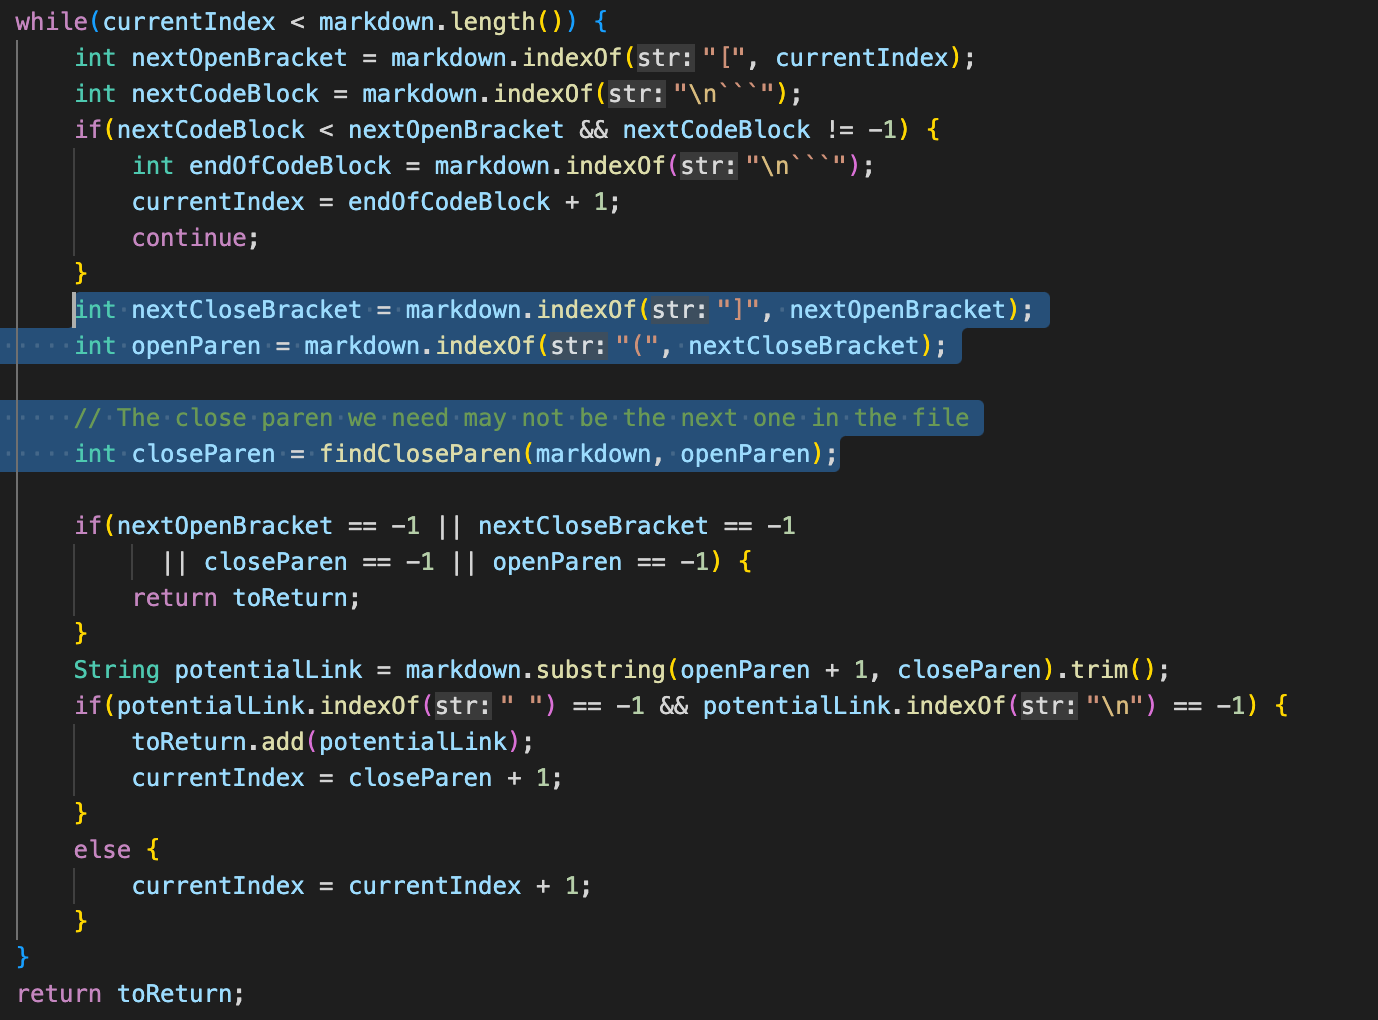 while(currentIndex < markdown.length()) {
    int nextOpenBracket = markdown.indexOf(str: "[", currentIndex);
    int nextCodeBlock = markdown.indexOf(str: "\n```");
    if(nextCodeBlock < nextOpenBracket && nextCodeBlock != -1) {
        int endOfCodeBlock = markdown.indexOf(str: "\n```");
        currentIndex = endOfCodeBlock + 1;
        continue;
    }
    int nextCloseBracket = markdown.indexOf(str: "]", nextOpenBracket);
    int openParen = markdown.indexOf(str: "(", nextCloseBracket);

    // The close paren we need may not be the next one in the file
    int closeParen = findCloseParen(markdown, openParen);

    if(nextOpenBracket == -1 || nextCloseBracket == -1
          || closeParen == -1 || openParen == -1) {
        return toReturn;
    }
    String potentialLink = markdown.substring(openParen + 1, closeParen).trim();
    if(potentialLink.indexOf(str: " ") == -1 && potentialLink.indexOf(str: "\n") == -1) {
        toReturn.add(potentialLink);
        currentIndex = closeParen + 1;
    }
    else {
        currentIndex = currentIndex + 1;
    }
}
return toReturn;